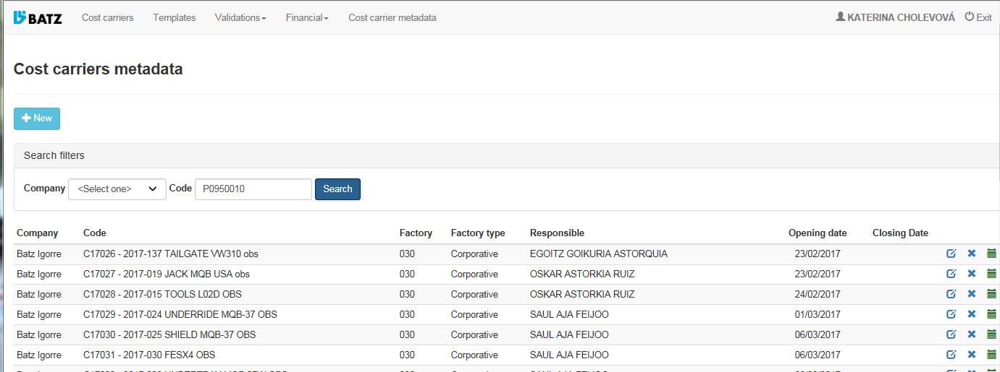 BATZ Cost carriers Templates Validations Financial Cost carrier metadata KATERINA CHOLEVOVÁ Exit
Cost carriers metadata
New
Search filters
Company <Select one> Code P0950010 Search
Company Code Factory Factory type Responsible Opening date Closing Date
Batz Igorre C17026 - 2017-137 TAILGATE VW310 obs 030 Corporative EGOITZ GOIKURIA ASTORQUIA 23/02/2017
Batz Igorre C17027 - 2017-019 JACK MQB USA obs 030 Corporative OSKAR ASTORKIA RUIZ 23/02/2017
Batz Igorre C17028 - 2017-015 TOOLS L02D OBS 030 Corporative OSKAR ASTORKIA RUIZ 24/02/2017
Batz Igorre C17029 - 2017-024 UNDERRIDE MQB-37 OBS 030 Corporative SAUL AJA FEIJOO 01/03/2017
Batz Igorre C17030 - 2017-025 SHIELD MQB-37 OBS 030 Corporative SAUL AJA FEIJOO 06/03/2017
Batz Igorre C17031 - 2017-030 FESX4 OBS 030 Corporative SAUL AJA FEIJOO 06/03/2017